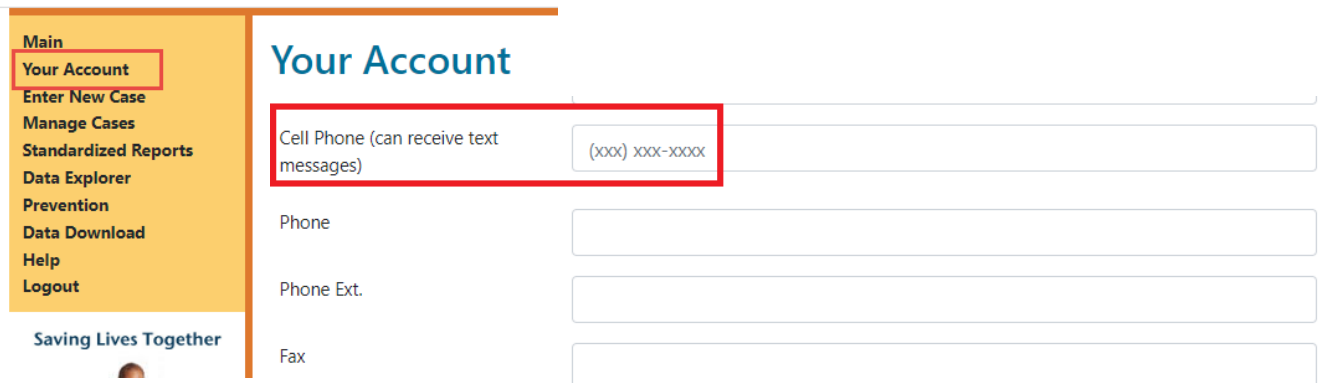 Main
Your Account
Enter New Case
Manage Cases
Standardized Reports
Data Explorer
Prevention
Data Download
Help
Logout
Saving Lives Together
Your Account
Cell Phone (can receive text
messages)
(xxx) xxx-xxxx
Phone
Phone Ext.
Fax